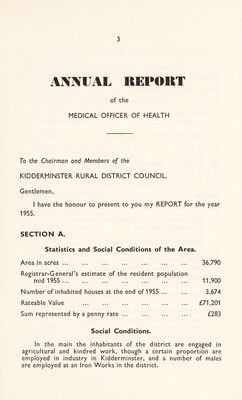 3
ANNUAL REPORT
of the
MEDICAL OFFICER OF HEALTH
To the Chairman and Members of the
KIDDERMINSTER RURAL DISTRICT COUNCIL.
Gentlemen,
I have the honour to present to you my REPORT for the year
1955.
SECTION A.
Statistics and Social Conditions of the Area.
Area in acres ... ... ... ... ... ... ... 36,790
Registrar-General's estimate of the resident population
mid 1955 ... ... ... ... ... ... ... 11,900
Number of inhabited houses at the end of 1955 ... ... 3,674
Rateable Value ... ... ... ... ... ... £71,201
Sum represented by a penny rate ... ... ... ... £283
Social Conditions.
In the main the inhabitants of the district are engaged in
agricultural and kindred work, though a certain proportion are
employed in industry in Kidderminster, and a number of males
are employed at an Iron Works in the district.